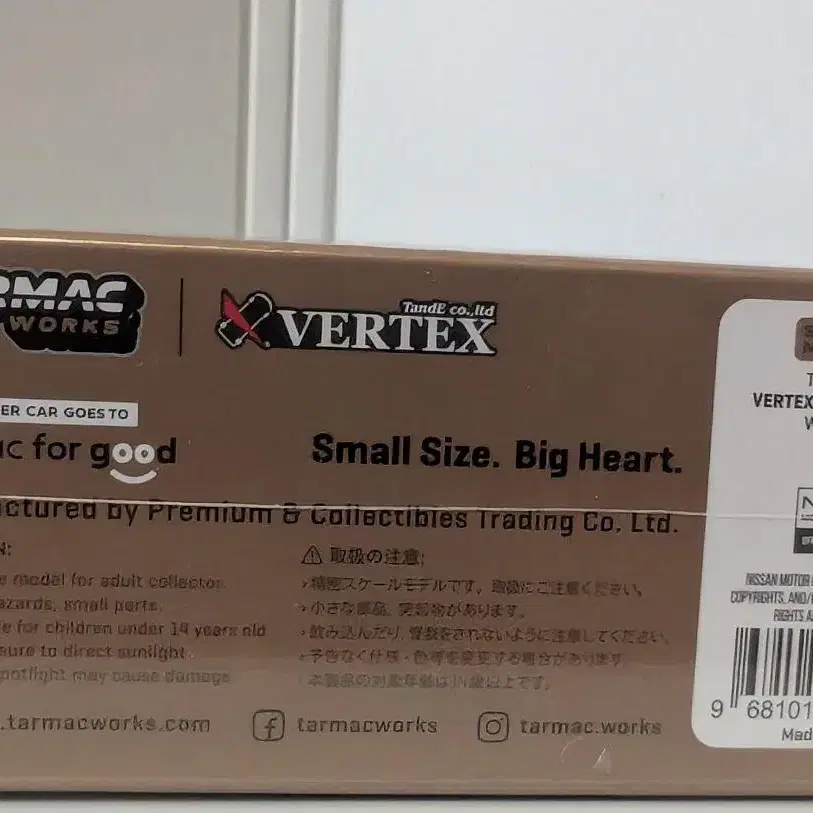 RMAC
WORKS
TandE co.,ltd
VERTEX
ER CAR GOES TO
c for good
Small Size. Big Heart.
ctured by Premium & Collectibles Trading Co. Ltd.
:
e model for adult collector.
azards, small parts.
e for children under 14 years old
sure to direct sunlight
spotlight may cause damage
取扱の注意:
精密スケールモデルです。取扱にご注意ください。
小さな部品、突起物があります。
飲み込んだり、怪我をされないように注意してください。
予告なく仕様・色等を変更する場合があります。
本製品の対象年齢は14歳以上です。
.tarmacworks.com
tarmacworks
tarmac.works
VERTEX
NISSAN MOTOR
COPYRIGHTS, AND/
RIGHTS A
9 68101
Mad